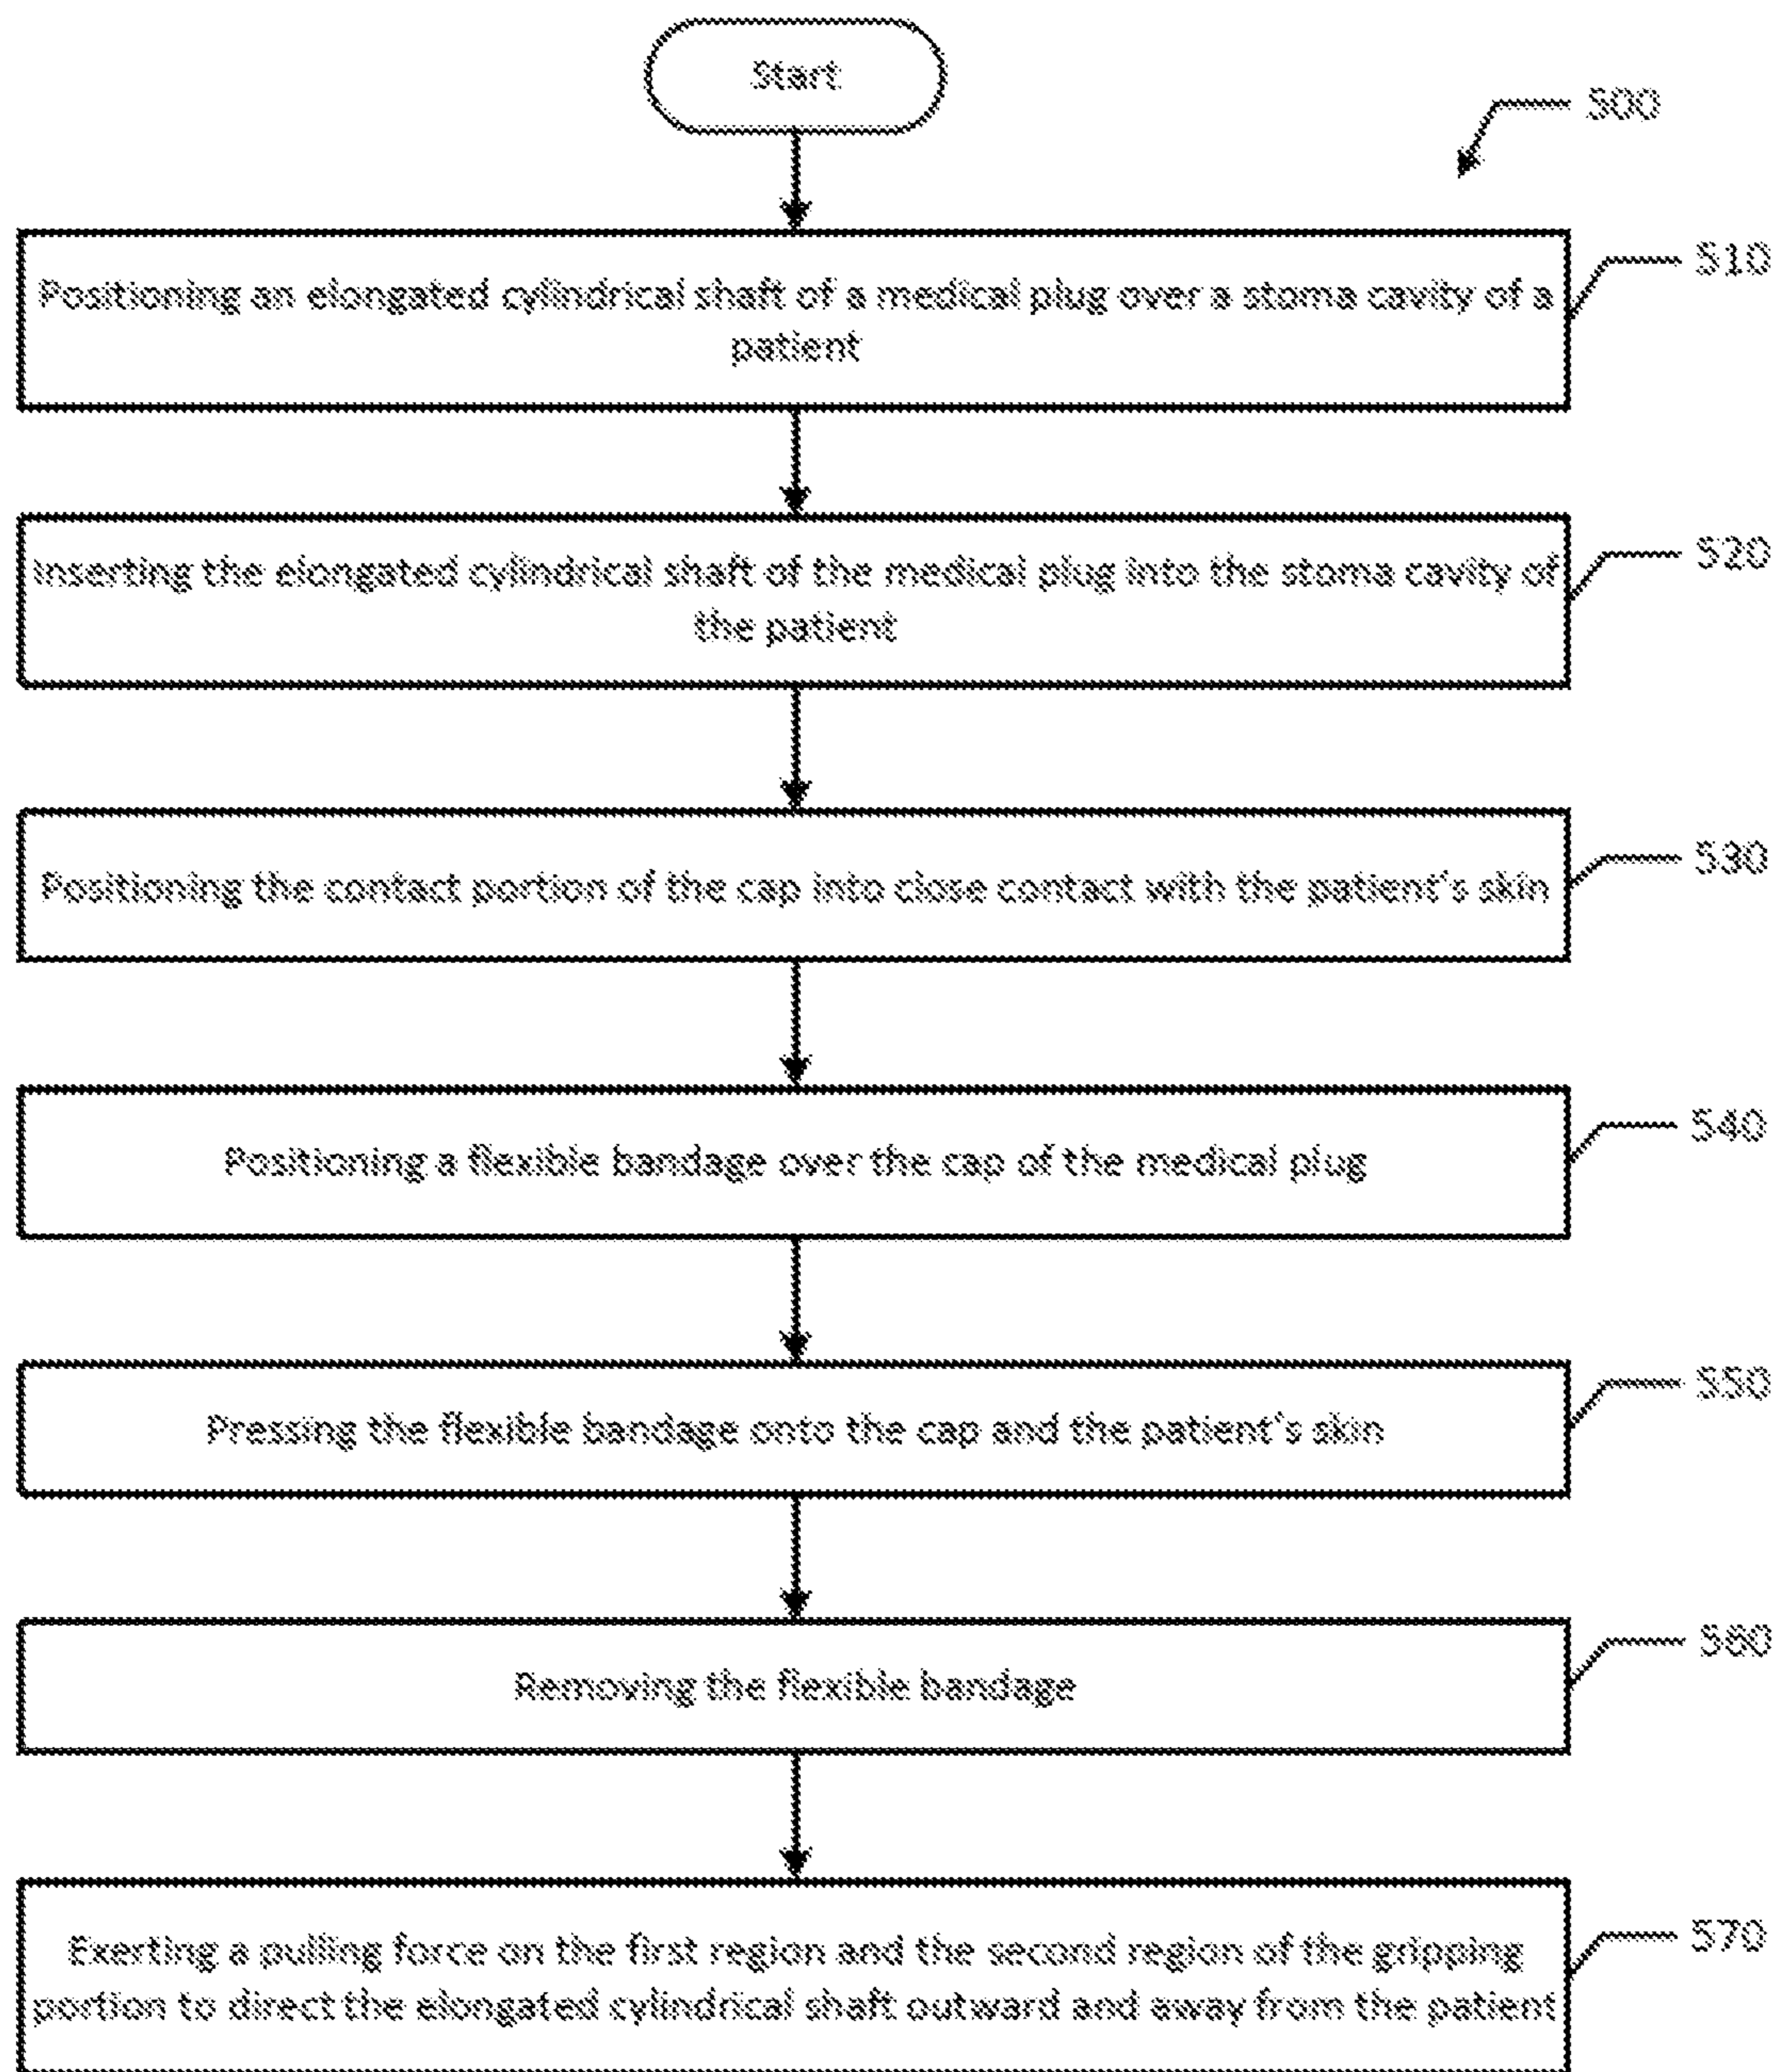 Start
500
Positioning an elongated cylindrical shaft of a medical plug over a stoma cavity of a
patient
510
Inserting the elongated cylindrical shaft of the medical plug into the stoma cavity of
the patient
520
Positioning the contact portion of the cap into close contact with the patient's skin
530
Positioning a flexible bandage over the cap of the medical plug
540
Pressing the flexible bandage onto the cap and the patient's skin
550
Removing the flexible bandage
560
Exerting a pulling force on the first region and the second region of the gripping
portion to direct the elongated cylindrical shaft outward and away from the patient
570